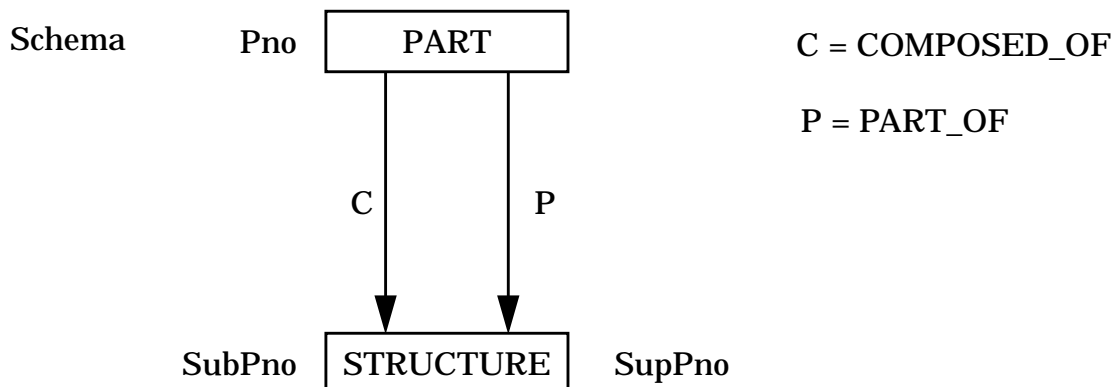 Schema Pno PART C = COMPOSED_OF
P = PART_OF
C P
SubPno STRUCTURE SupPno